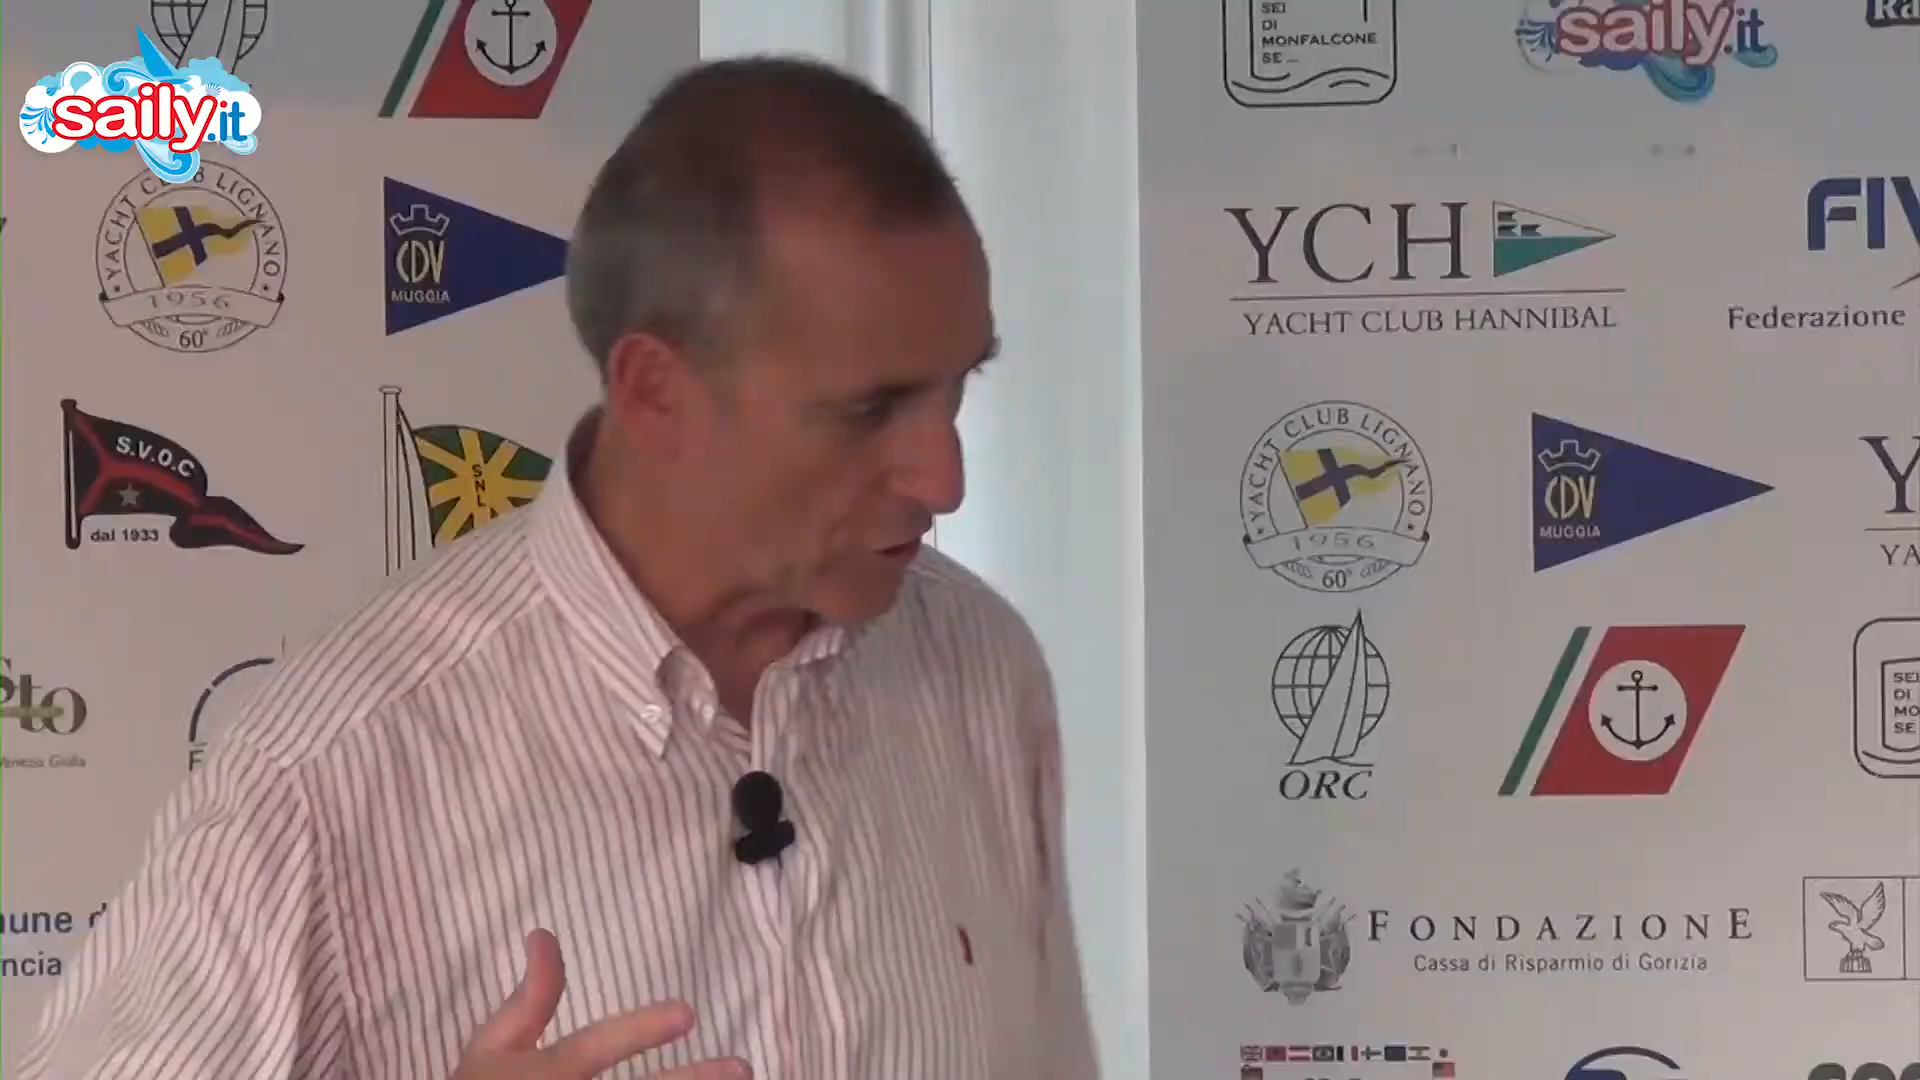 saily.it
YACHT CLUB LIGNANO
1956
60°
CDV
MUGGIA
S.V.O.C
dal 1933
SNL
Venezia Giulia
SEI
DI
MONFALCONE
SE ...
saily.it
YCH
YACHT CLUB HANNIBAL
FIV
Federazione
YACHT CLUB LIGNANO
1956
60°
CDV
MUGGIA
ORC
SEI
DI
MO
SE
FONDAZIONE
Cassa di Risparmio di Gorizia